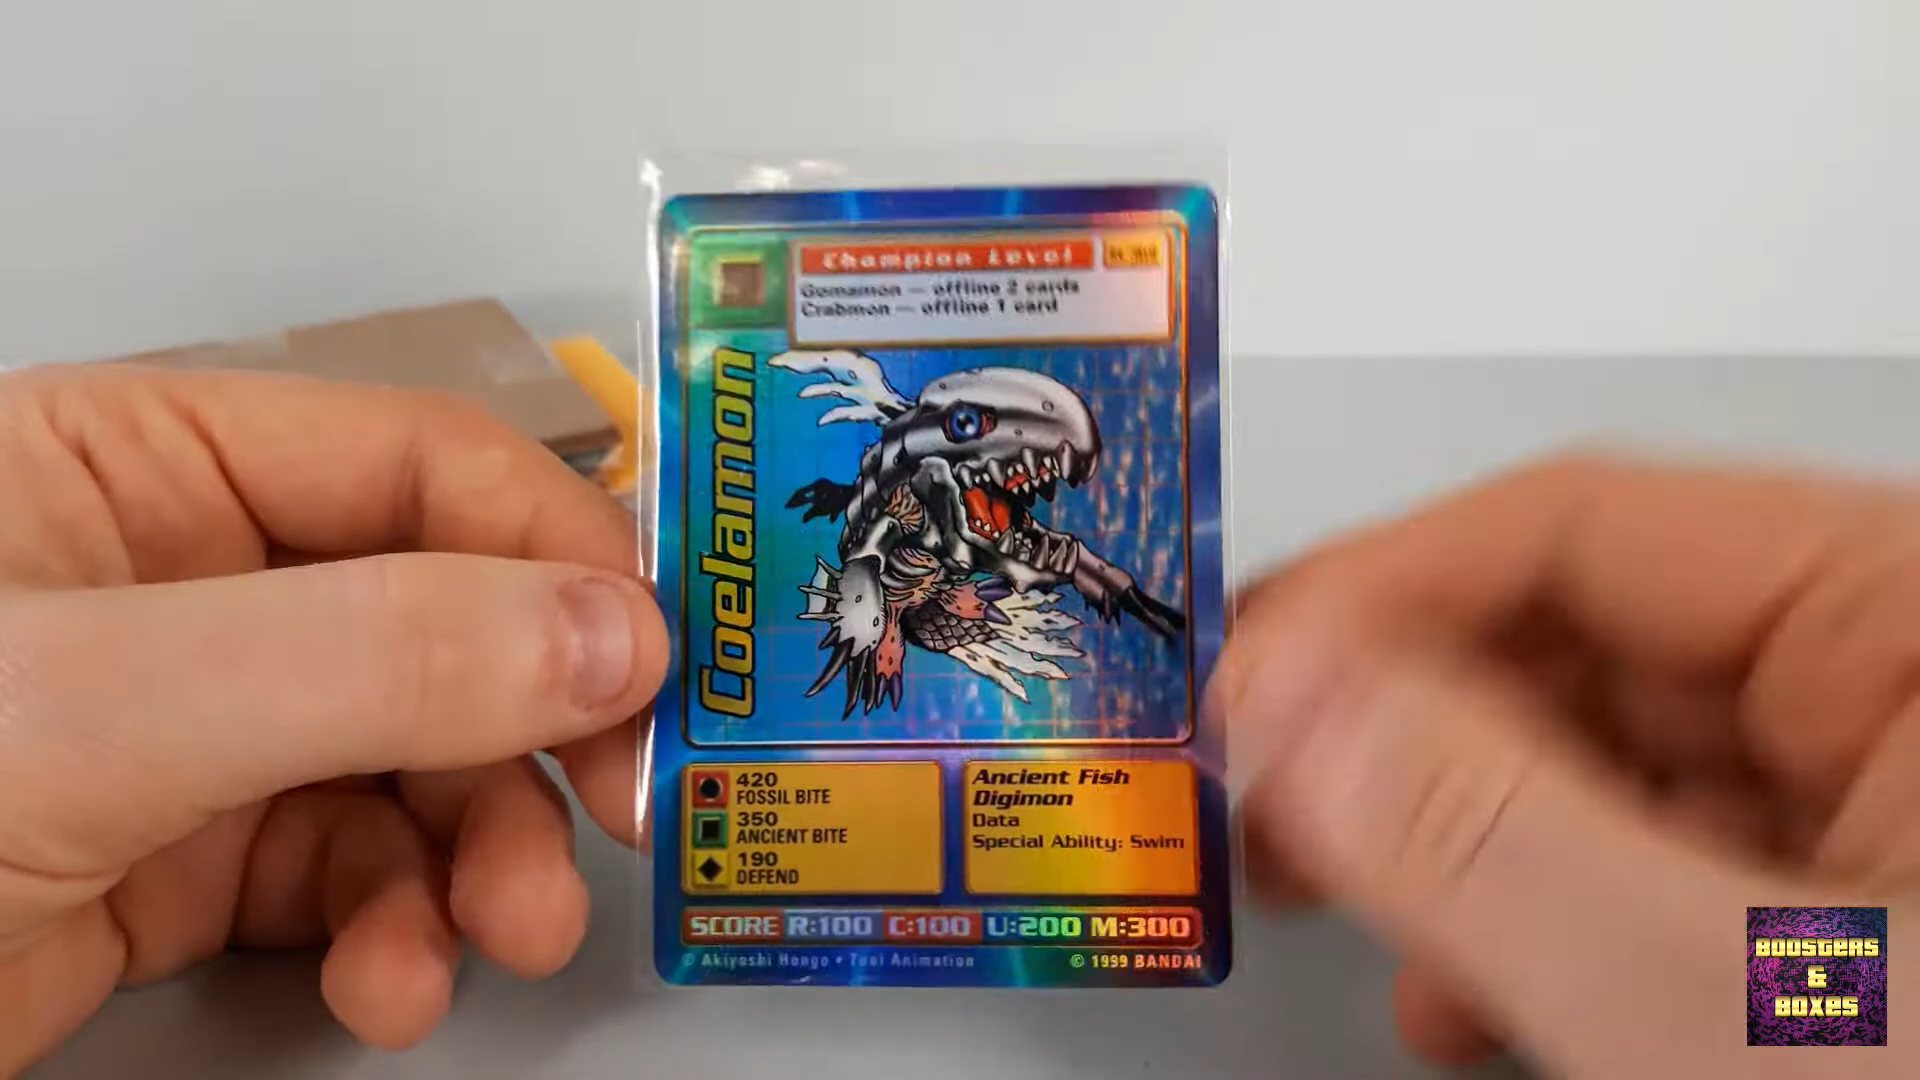 Champion Level
Gomamon — offline 2 cards
Crabmon — offline 1 card
Coelamon
420
FOSSIL BITE
350
ANCIENT BITE
190
DEFEND
Ancient Fish
Digimon
Data
Special Ability: Swim
SCORE R:100 C:100 U:200 M:300
© Akiyoshi Hongo • Toei Animation
© 1999 BANDAI
BOOSTERS
&
BOXES